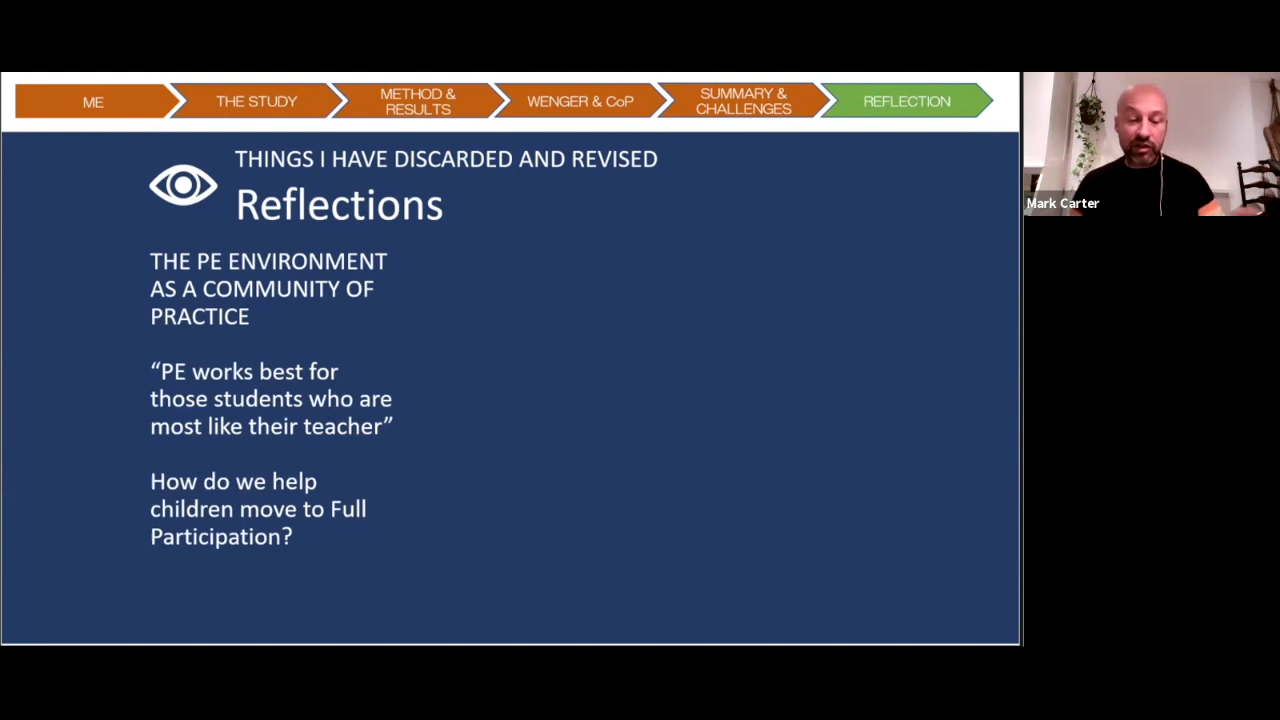 ME
THE STUDY
METHOD &
RESULTS
WENGER & CoP
SUMMARY &
CHALLENGES
REFLECTION
THINGS I HAVE DISCARDED AND REVISED
Reflections
THE PE ENVIRONMENT
AS A COMMUNITY OF
PRACTICE
“PE works best for
those students who are
most like their teacher”
How do we help
children move to Full
Participation?
Mark Carter